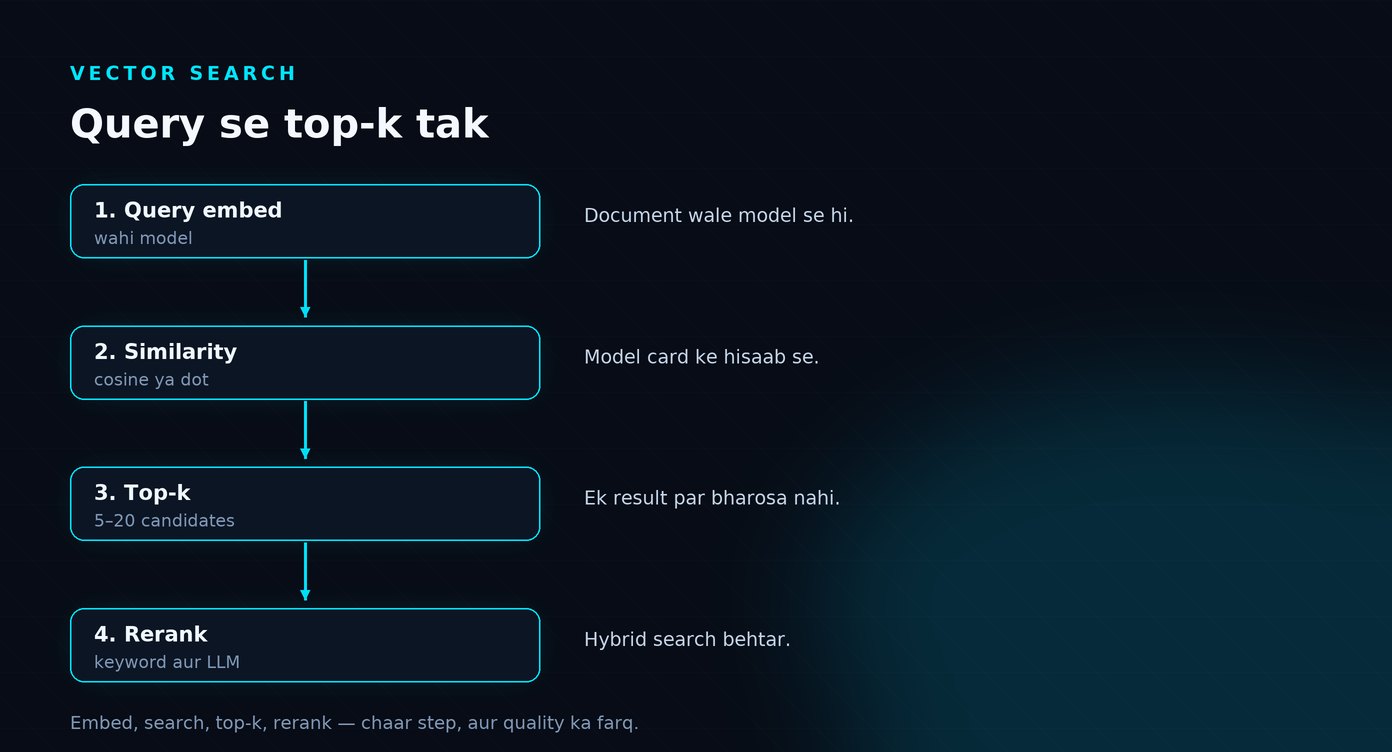 VECTOR SEARCH
Query se top-k tak
1. Query embed
wahi model
Document wale model se hi.
2. Similarity
cosine ya dot
Model card ke hisaab se.
3. Top-k
5–20 candidates
Ek result par bharosa nahi.
4. Rerank
keyword aur LLM
Hybrid search behtar.
Embed, search, top-k, rerank — chaar step, aur quality ka farq.